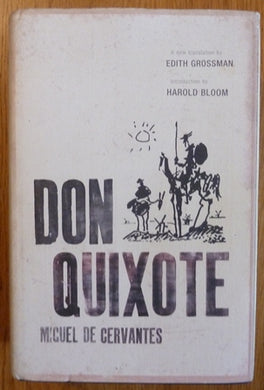 A new translation by
EDITH GROSSMAN
Introduction by
HAROLD BLOOM
DON
QUIXOTE
MIGUEL DE CERVANTES